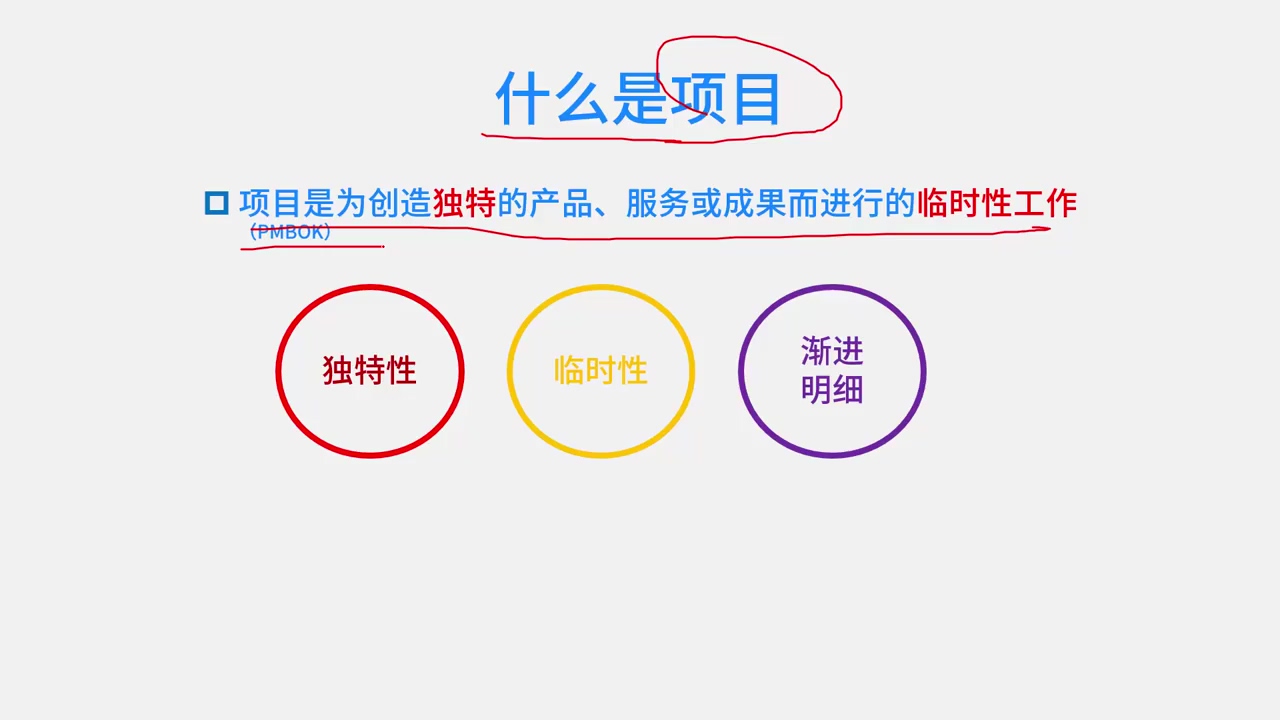 什么是项目
项目是为创造独特的产品、服务或成果而进行的临时性工作
（PMBOK）
独特性
临时性
渐进
明细